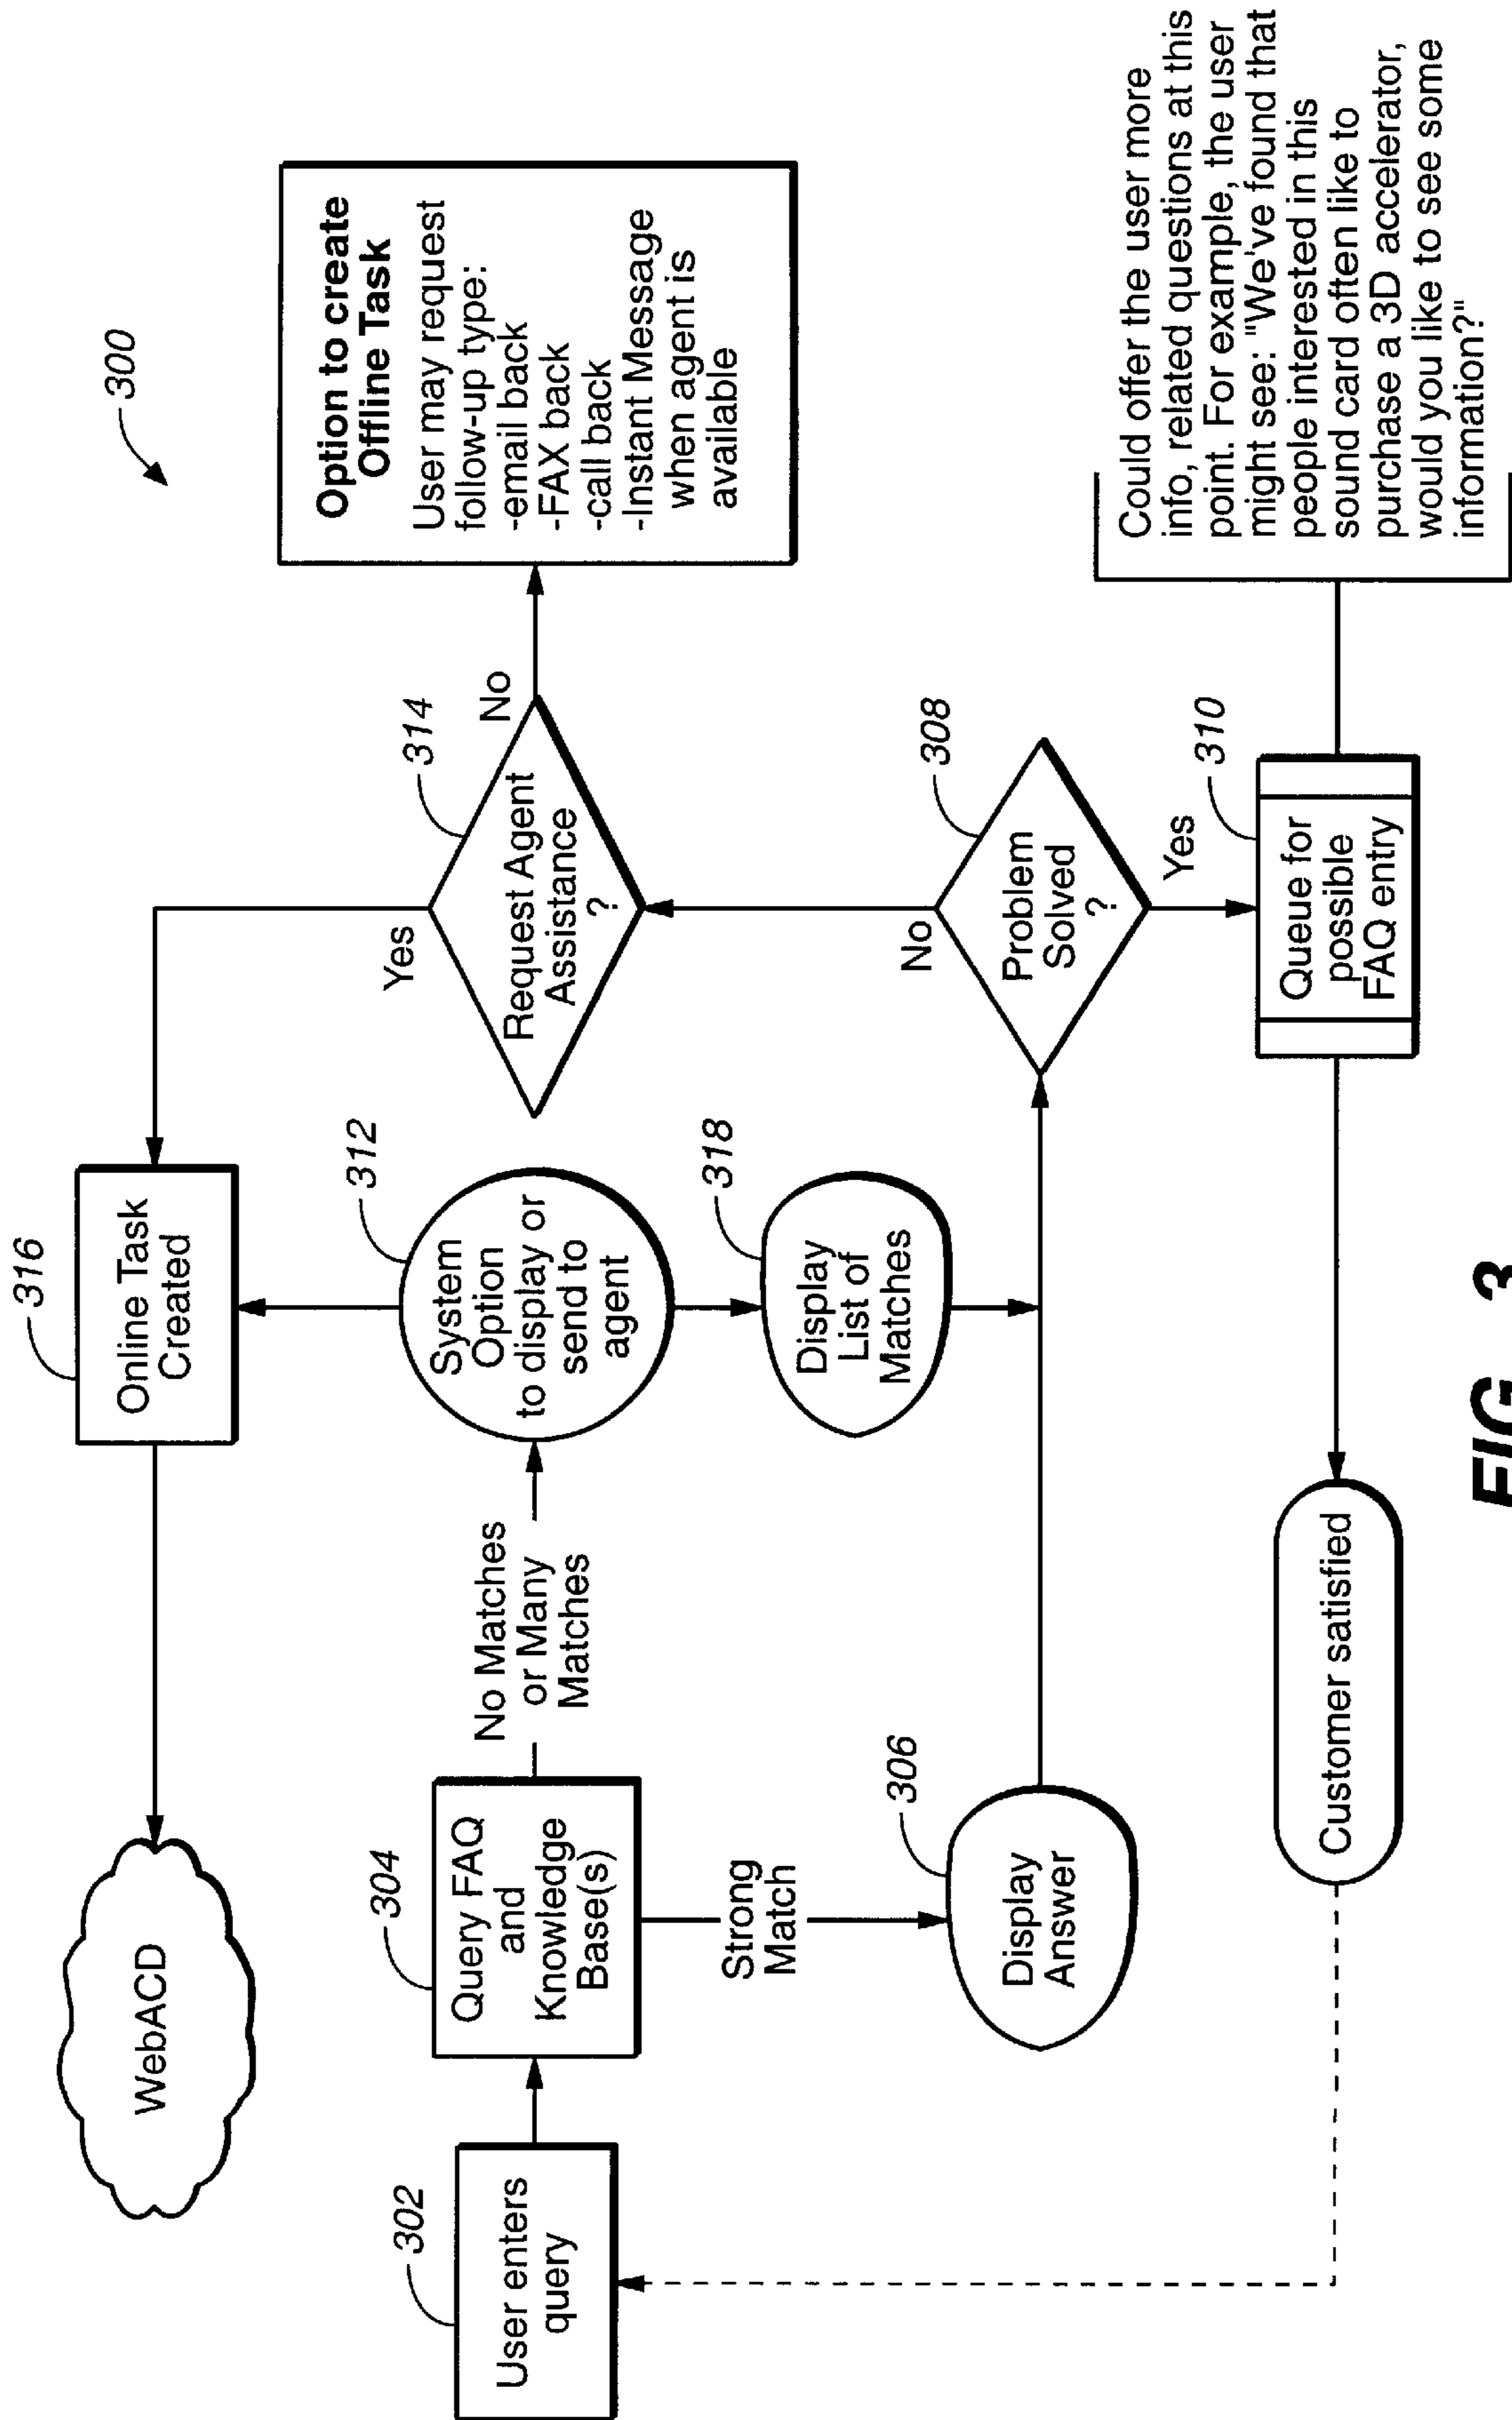 300
316
Online Task
Created
WebACD
302
User enters
query
304
Query FAQ
and
Knowledge
Base(s)
No Matches
or Many
Matches
312
System
Option
to display or
send to
agent
314
Request Agent
Assistance
?
Yes
No
Option to create
Offline Task
User may request
follow-up type:
-email back
-FAX back
-call back
-Instant Message
when agent is
available
Strong
Match
306
Display
Answer
318
Display
List of
Matches
308
Problem
Solved
?
No
Yes
310
Queue for
possible
FAQ entry
Customer satisfied
Could offer the user more
info, related questions at this
point. For example, the user
might see: "We've found that
people interested in this
sound card often like to
purchase a 3D accelerator,
would you like to see some
information?"
FIG._3